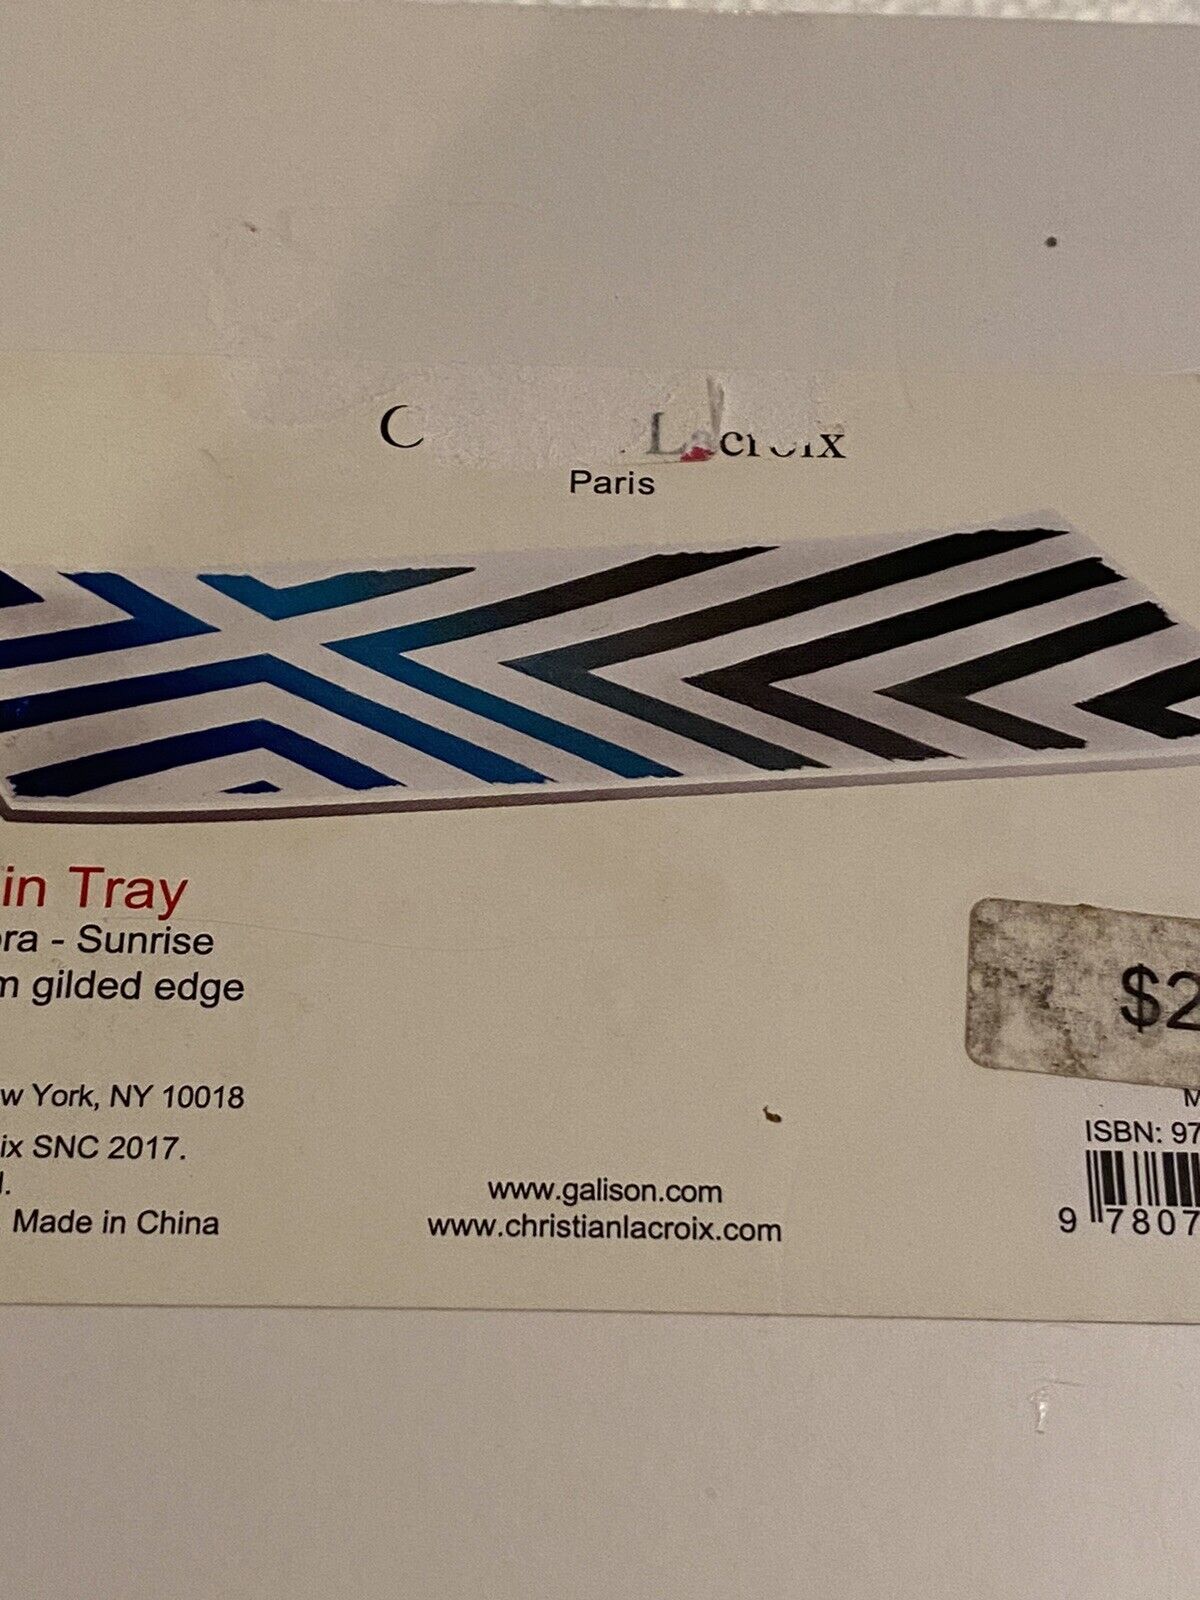 C Lacroix
Paris
in Tray
ora - Sunrise
m gilded edge
w York, NY 10018
ix SNC 2017.
Made in China
www.galison.com
www.christianlacroix.com
$2
M
ISBN: 97
9 7807